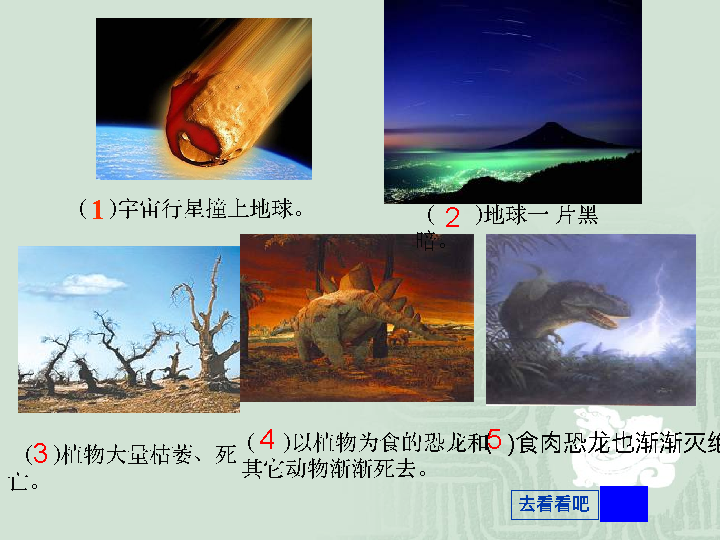 (1)宇宙行星撞上地球。
( 2 )地球一 片黑
暗。
(3)植物大量枯萎、死
亡。
( 4 )以植物为食的恐龙和
其它动物渐渐死去。
5 )食肉恐龙也渐渐灭绝
去看看吧